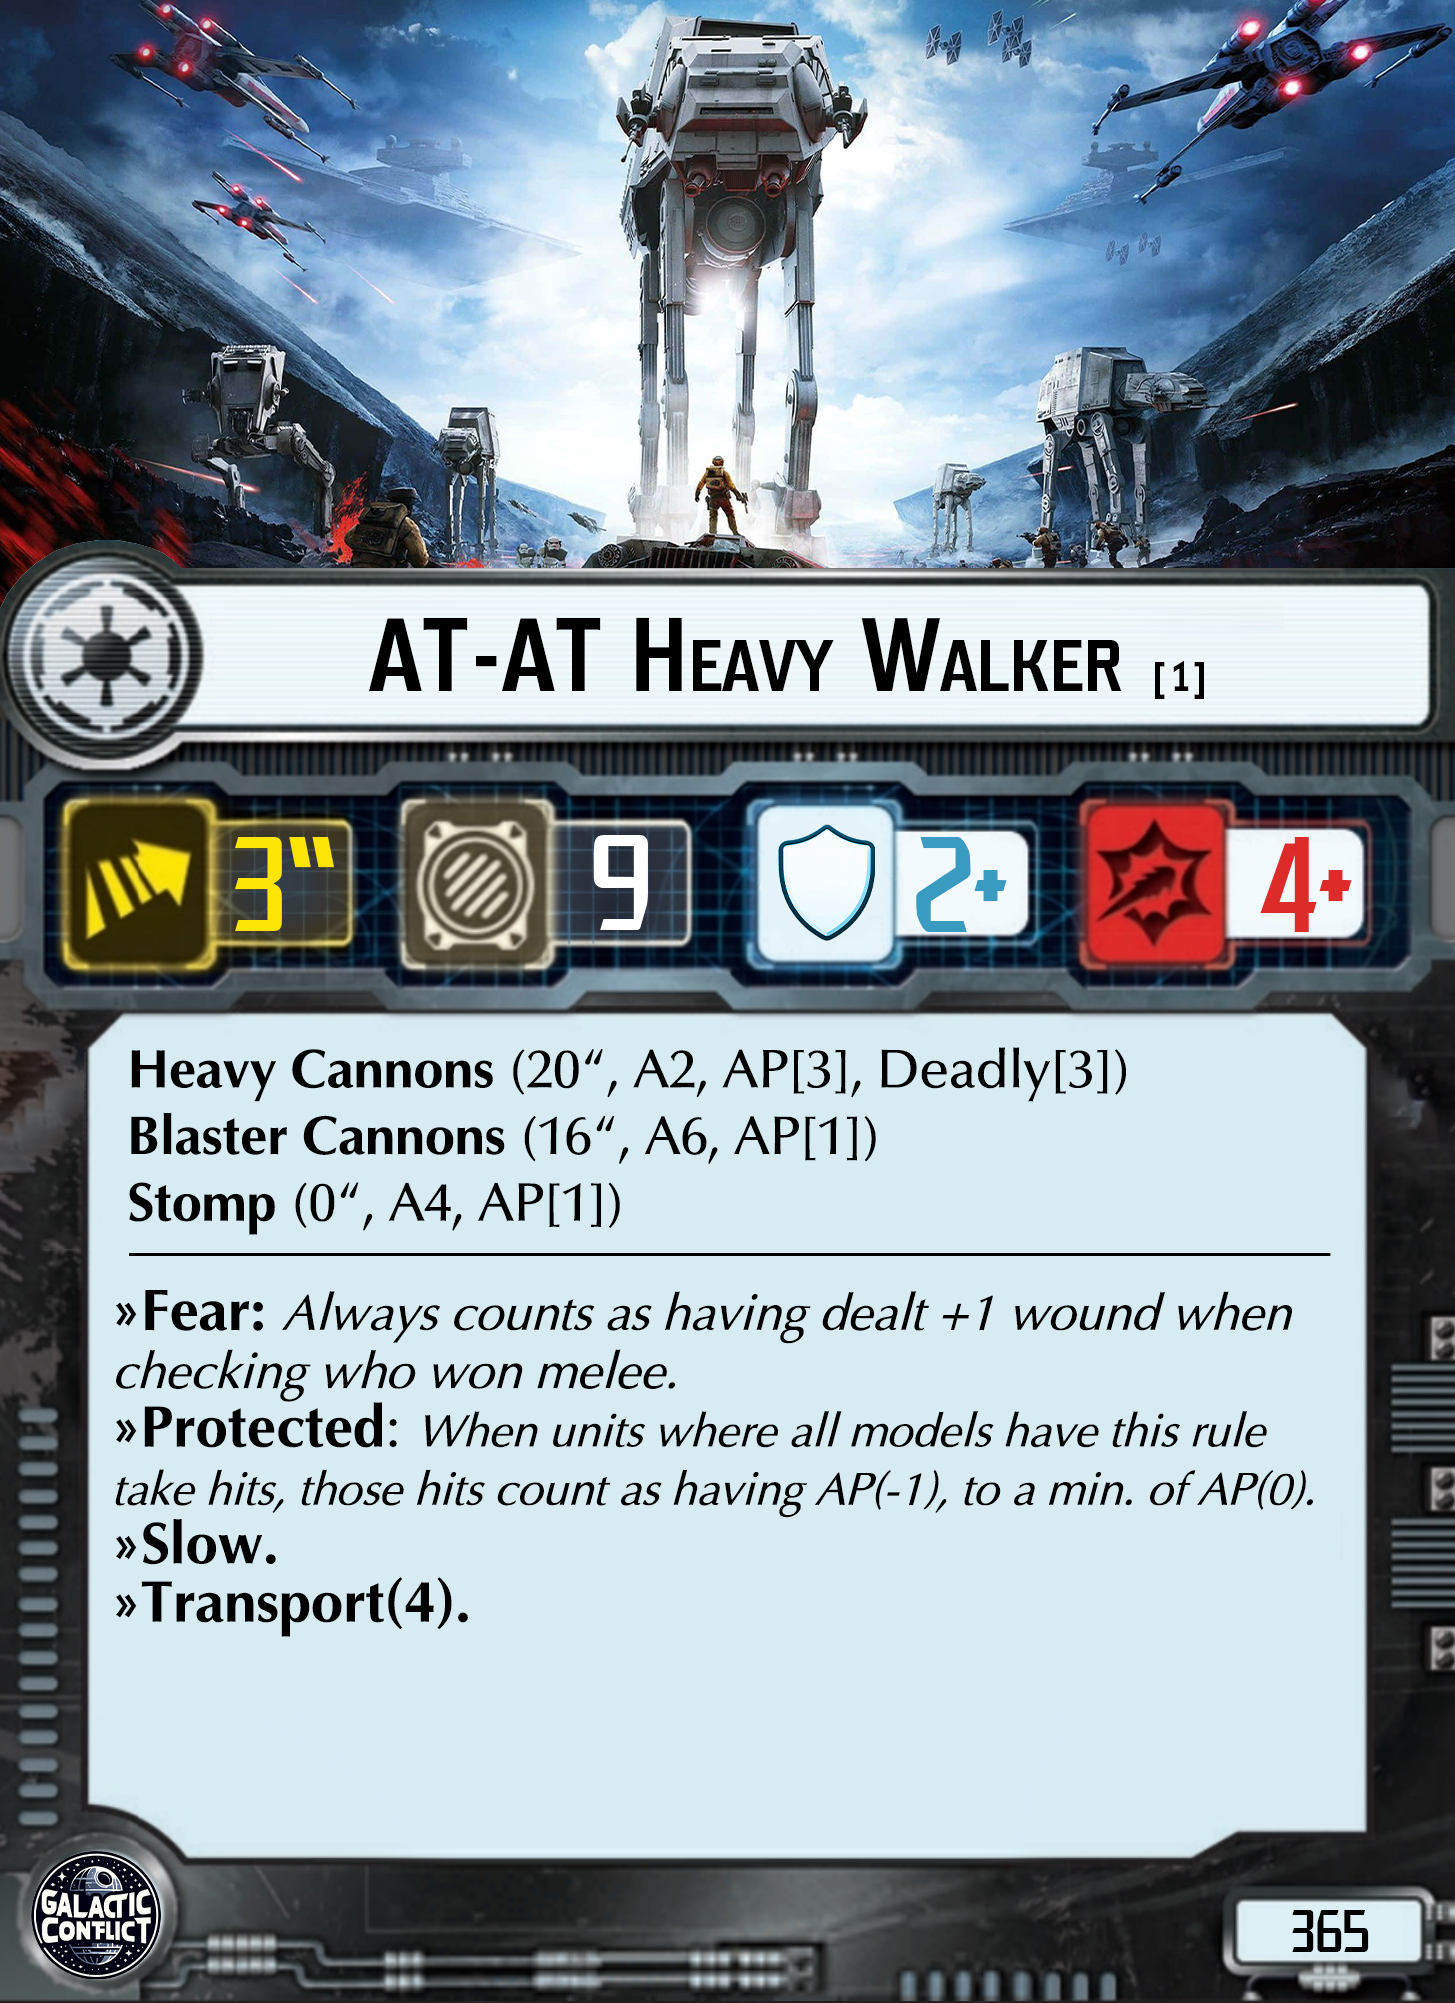 AT-AT Heavy Walker [1]
3" 9 2+ 4+
Heavy Cannons (20“, A2, AP[3], Deadly[3])
Blaster Cannons (16“, A6, AP[1])
Stomp (0“, A4, AP[1])
»Fear: Always counts as having dealt +1 wound when
checking who won melee.
»Protected: When units where all models have this rule
take hits, those hits count as having AP(-1), to a min. of AP(0).
»Slow.
»Transport(4).
GALACTIC
CONFLICT
365